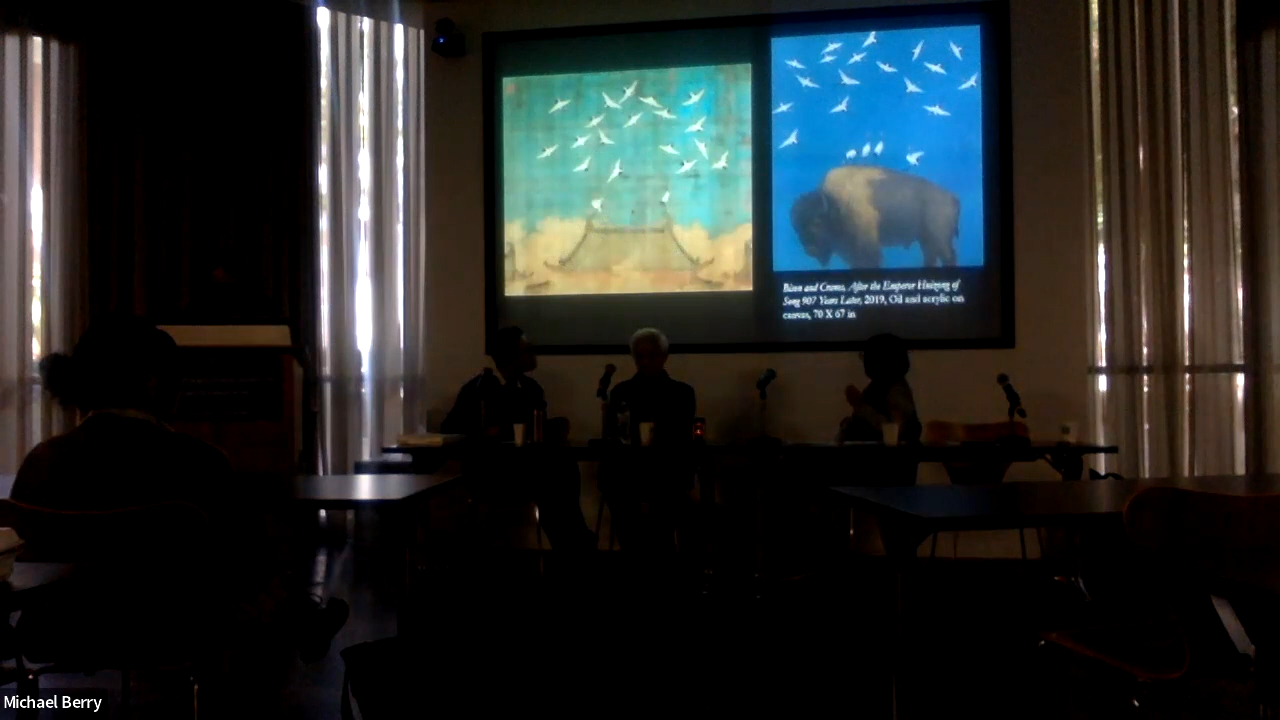 Bison and Cranes, After the Emperor Huizong of
Song 907 Years Later, 2019, Oil and acrylic on
canvas, 70 X 67 in
Michael Berry